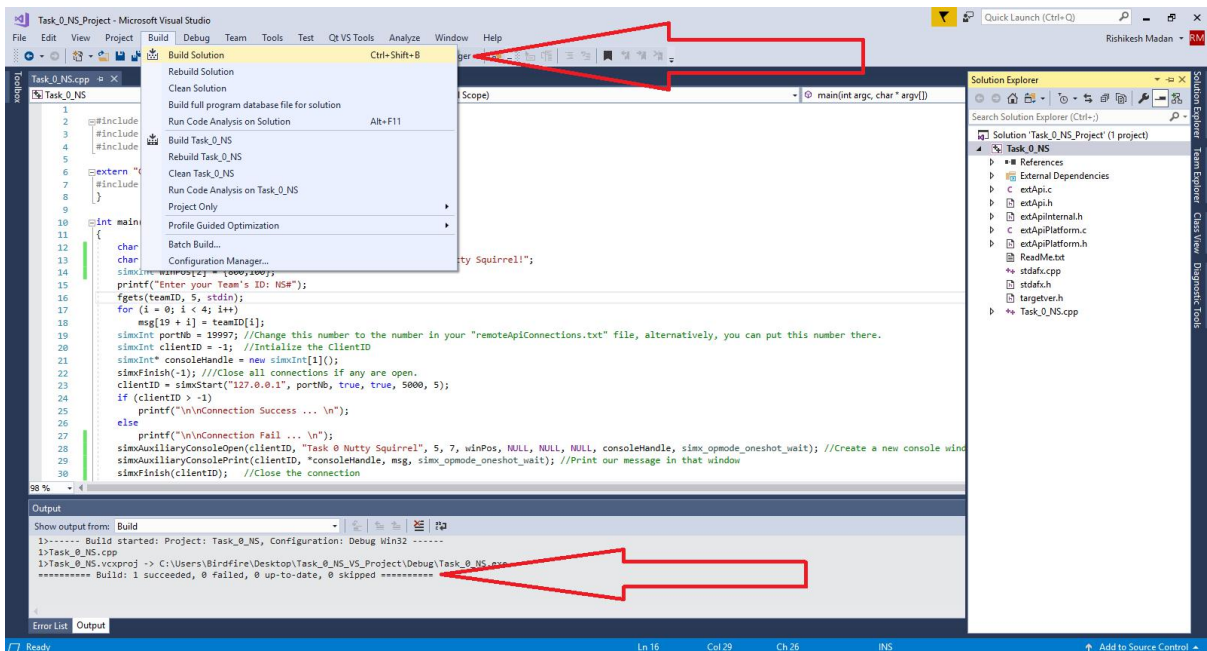 Task_0_NS_Project - Microsoft Visual Studio
Quick Launch (Ctrl+Q)
File Edit View Project Build Debug Team Tools Test Qt VS Tools Analyze Window Help
Rishikesh Madan RM
Build Solution Ctrl+Shift+B
Rebuild Solution
Clean Solution
Build full program database file for solution
Run Code Analysis on Solution Alt+F11
Build Task_0_NS
Rebuild Task_0_NS
Clean Task_0_NS
Run Code Analysis on Task_0_NS
Project Only
Profile Guided Optimization
Batch Build...
Configuration Manager...
Toolbox
Task_0_NS.cpp
Task_0_NS
Scope)
main(int argc, char * argv[])
1
2 #include
3 #include
4 #include
5
6 extern "
7 #include
8 }
9
10 int main
11 {
12 char
13 char tty Squirrel!";
14 simxInt winPos[2] = {800,100};
15 printf("Enter your Team's ID: NS#");
16 fgets(teamID, 5, stdin);
17 for (i = 0; i < 4; i++)
18 msg[19 + i] = teamID[i];
19 simxInt portNb = 19997; //Change this number to the number in your "remoteApiConnections.txt" file, alternatively, you can put this number there.
20 simxInt clientID = -1; //Intialize the ClientID
21 simxInt* consoleHandle = new simxInt[1]();
22 simxFinish(-1); ///Close all connections if any are open.
23 clientID = simxStart("127.0.0.1", portNb, true, true, 5000, 5);
24 if (clientID > -1)
25 printf("\n\nConnection Success ... \n");
26 else
27 printf("\n\nConnection Fail ... \n");
28 simxAuxiliaryConsoleOpen(clientID, "Task 0 Nutty Squirrel", 5, 7, winPos, NULL, NULL, NULL, consoleHandle, simx_opmode_oneshot_wait); //Create a new console wind
29 simxAuxiliaryConsolePrint(clientID, *consoleHandle, msg, simx_opmode_oneshot_wait); //Print our message in that window
30 simxFinish(clientID); //Close the connection
98 %
Solution Explorer
Search Solution Explorer (Ctrl+;)
Solution 'Task_0_NS_Project' (1 project)
Task_0_NS
References
External Dependencies
extApi.c
extApi.h
extApiInternal.h
extApiPlatform.c
extApiPlatform.h
ReadMe.txt
stdafx.cpp
stdafx.h
targetver.h
Task_0_NS.cpp
Solution Explorer
Team Explorer
Class View
Diagnostic Tools
Output
Show output from: Build
1>------ Build started: Project: Task_0_NS, Configuration: Debug Win32 ------
1>Task_0_NS.cpp
1>Task_0_NS.vcxproj -> C:\Users\Birdfire\Desktop\Task_0_NS_VS_Project\Debug\Task_0_NS.exe
========== Build: 1 succeeded, 0 failed, 0 up-to-date, 0 skipped ==========
Error List Output
Ready Ln 16 Col 29 Ch 26 INS Add to Source Control